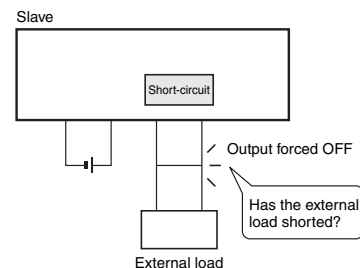 Slave
Short-circuit
Output forced OFF
Has the external
load shorted?
External load